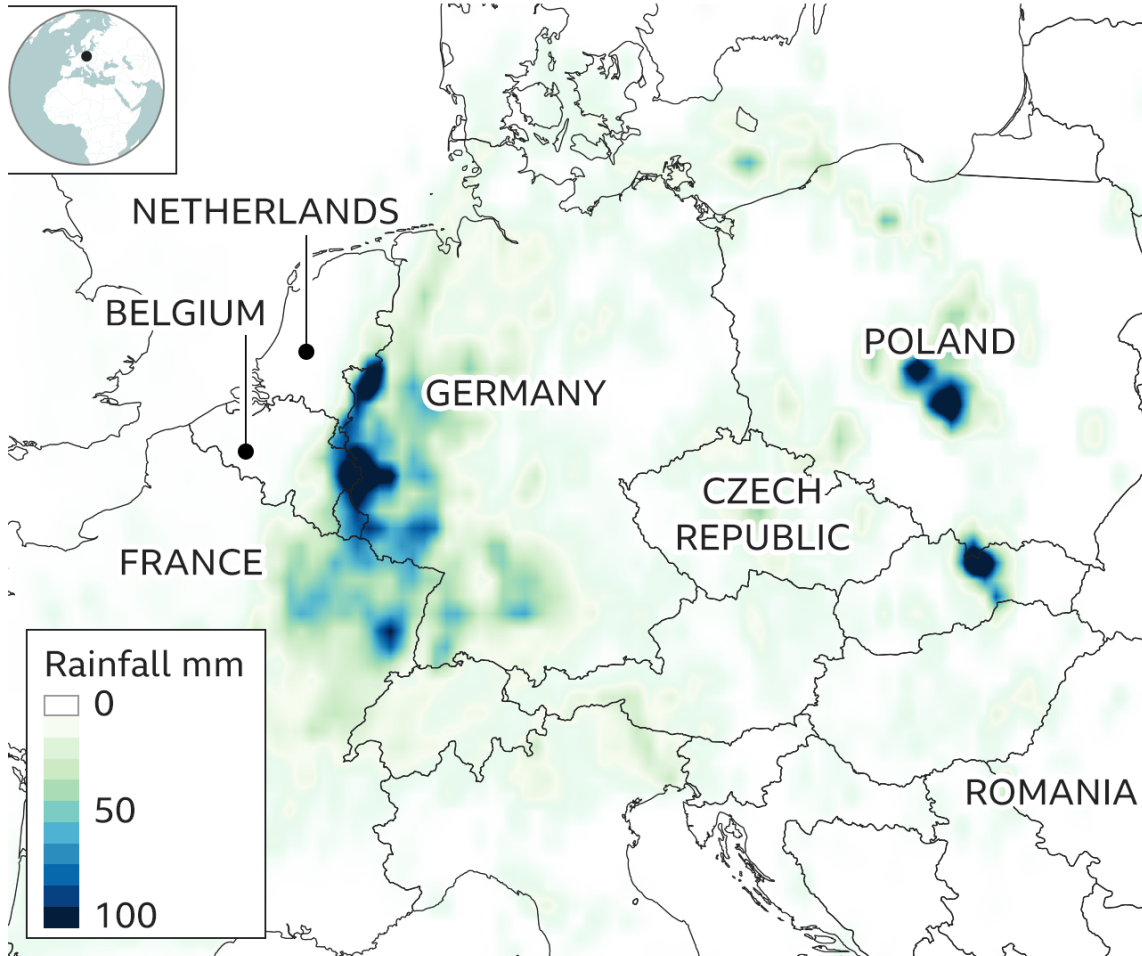 NETHERLANDS
BELGIUM
POLAND
GERMANY
CZECH
REPUBLIC
FRANCE
Rainfall mm
0
50
100
ROMANIA